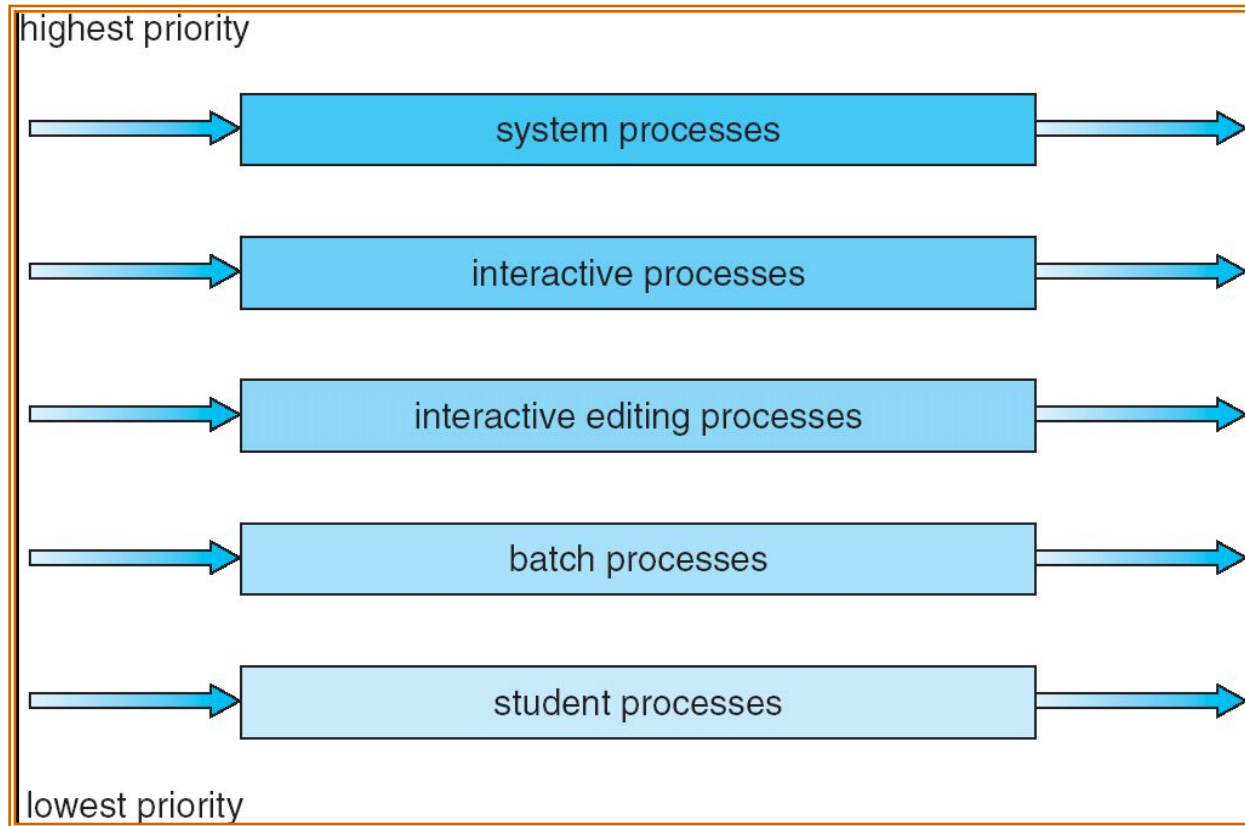 highest priority
system processes
interactive processes
interactive editing processes
batch processes
student processes
lowest priority